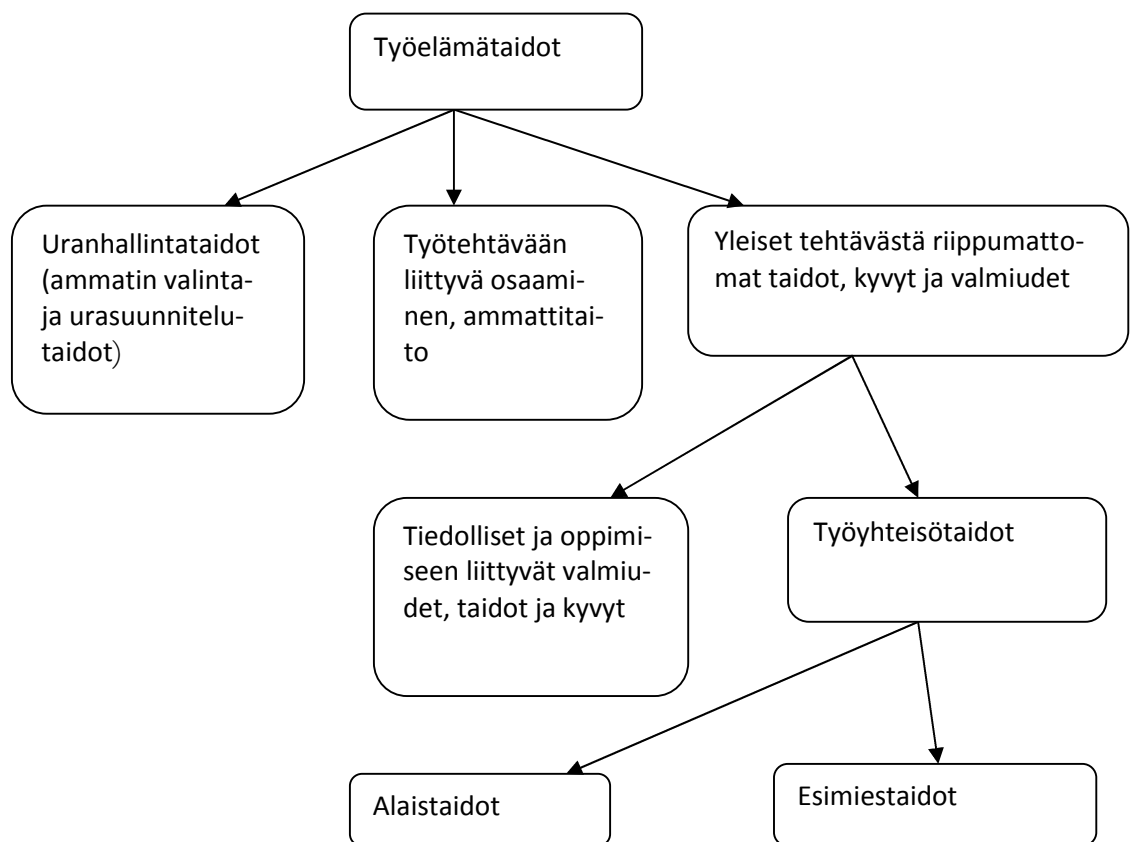 Työelämätaidot
Uranhallintataidot
(ammatin valinta-
ja urasuunnitelu-
taidot)
Työtehtävään
liittyvä osaami-
nen, ammattitai-
to
Yleiset tehtävästä riippumatto-
mat taidot, kyvyt ja valmiudet
Tiedolliset ja oppimi-
seen liittyvät valmiu-
det, taidot ja kyvyt
Työyhteisötaidot
Alaistaidot
Esimiestaidot